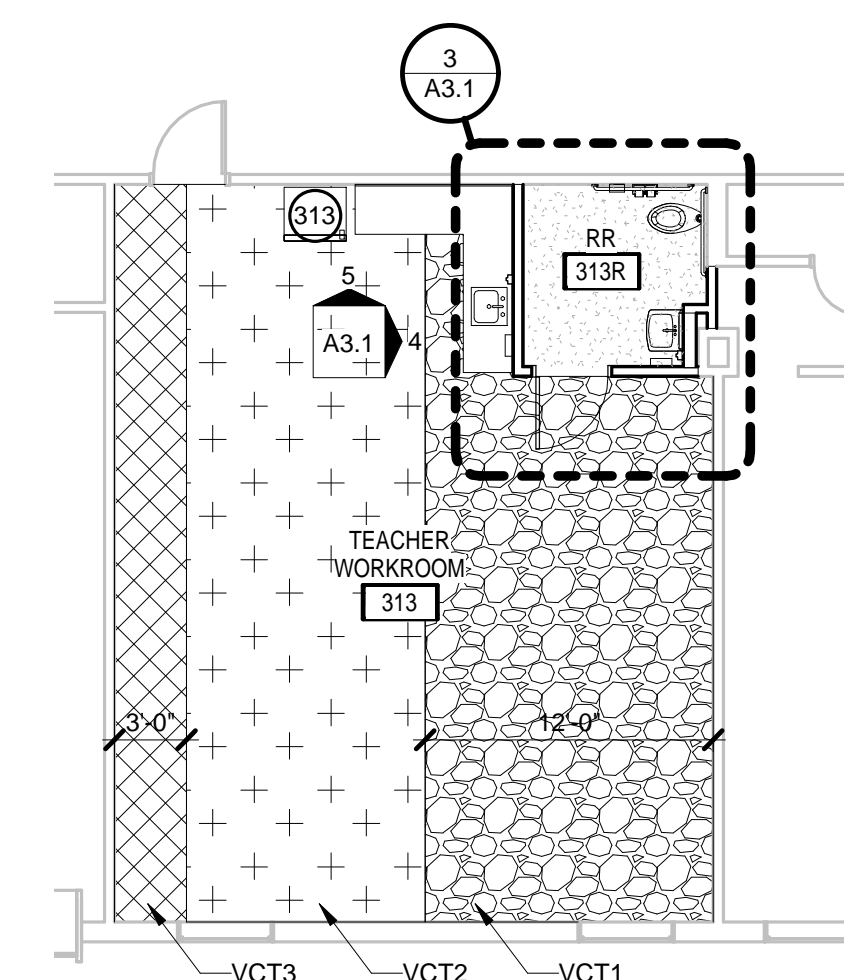 3
A3.1
313
RR
313R
5
A3.1
4
TEACHER
WORKROOM
313
3'-0"
12'-0"
VCT3
VCT2
VCT1